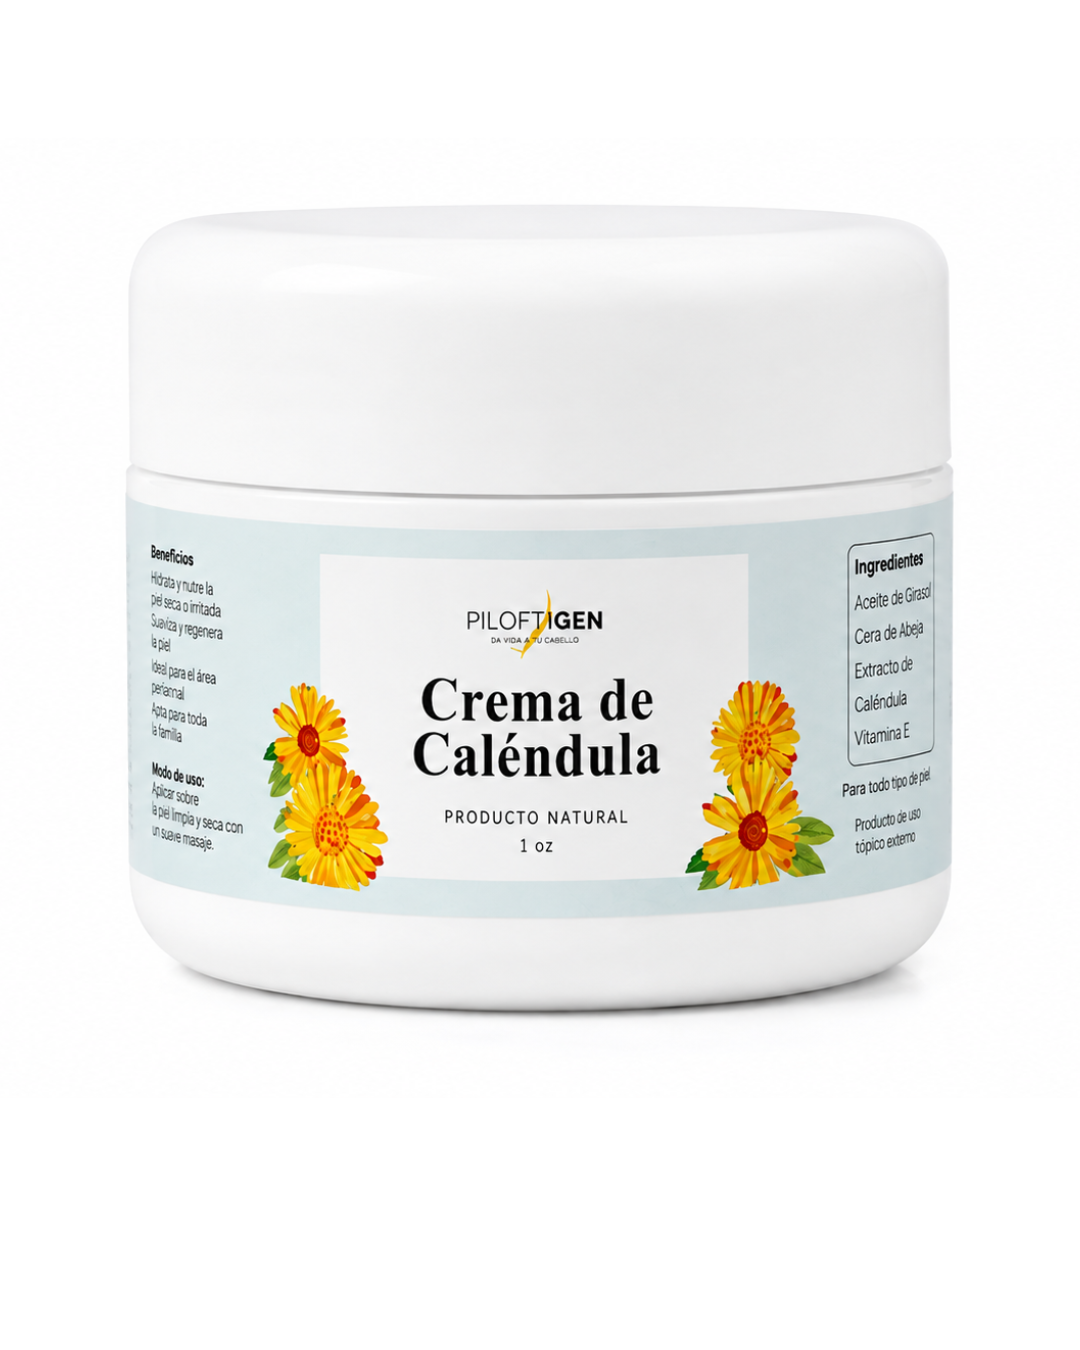 Beneficios
Hidrata y nutre la
piel seca o irritada
Suaviza y regenera
la piel
Ideal para el área
periannal
Apta para toda
la familia
Modo de uso:
Aplicar sobre
la piel limpia y seca con
un suave masaje.
PILOFTIGEN
DA VIDA A TU CABELLO
Crema de
Caléndula
PRODUCTO NATURAL
1 oz
Ingredientes
Aceite de Girasol
Cera de Abeja
Extracto de
Caléndula
Vitamina E
Para todo tipo de piel
Producto de uso
tópico externo